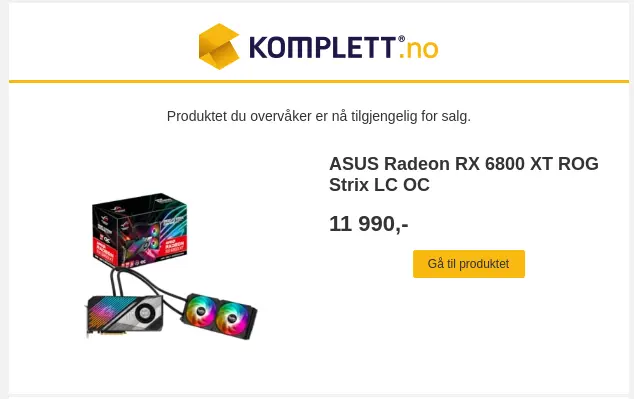 KOMPLETT®.no
Produktet du overvåker er nå tilgjengelig for salg.
ASUS Radeon RX 6800 XT ROG
Strix LC OC
11 990,-
Gå til produktet